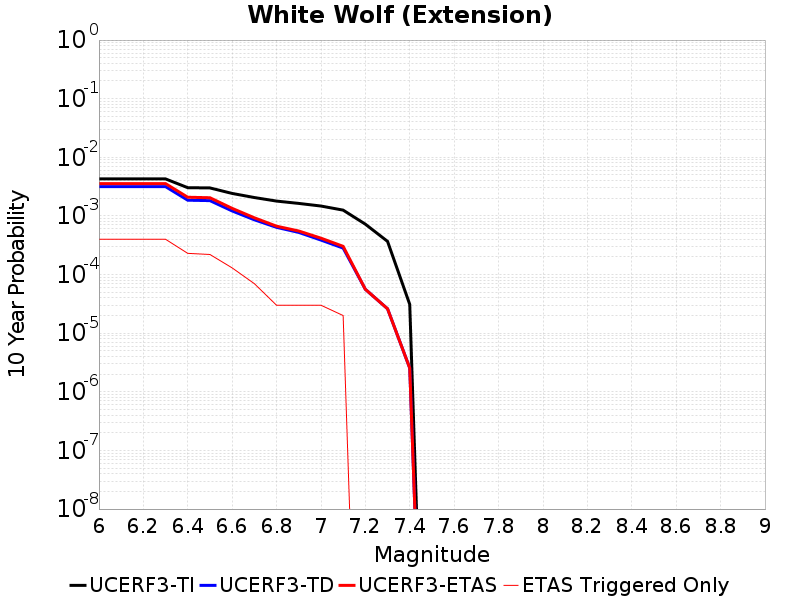 White Wolf (Extension)
10 Year Probability
10^0
10^-1
10^-2
10^-3
10^-4
10^-5
10^-6
10^-7
10^-8
6 6.2 6.4 6.6 6.8 7 7.2 7.4 7.6 7.8 8 8.2 8.4 8.6 8.8 9
Magnitude
UCERF3-TI UCERF3-TD UCERF3-ETAS ETAS Triggered Only